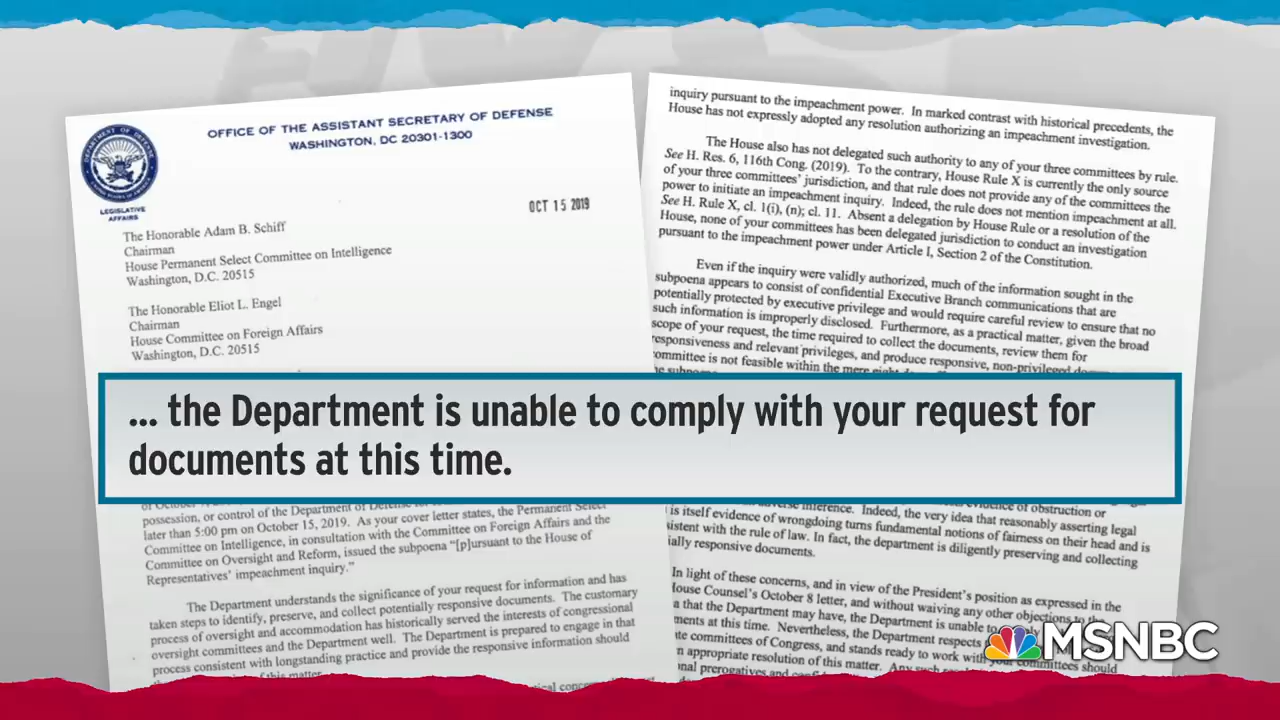 DEPARTMENT OF DEFENSE
UNITED STATES OF AMERICA
LEGISLATIVE
AFFAIRS
OFFICE OF THE ASSISTANT SECRETARY OF DEFENSE
WASHINGTON, DC 20301-1300
OCT 15 2019
The Honorable Adam B. Schiff
Chairman
House Permanent Select Committee on Intelligence
Washington, D.C. 20515
The Honorable Eliot L. Engel
Chairman
House Committee on Foreign Affairs
Washington, D.C. 20515
possession, or control of the Department of Defense
later than 5:00 pm on October 15, 2019. As your cover letter states, the Permanent Select
Committee on Intelligence, in consultation with the Committee on Foreign Affairs and the
Committee on Oversight and Reform, issued the subpoena “[p]ursuant to the House of
Representatives’ impeachment inquiry.”
The Department understands the significance of your request for information and has
taken steps to identify, preserve, and collect potentially responsive documents. The customary
process of oversight and accommodation has historically served the interests of congressional
oversight committees and the Department well. The Department is prepared to engage in that
process consistent with longstanding practice and provide the responsive information should
of this matter.
inquiry pursuant to the impeachment power. In marked contrast with historical precedents, the
House has not expressly adopted any resolution authorizing an impeachment investigation.
The House also has not delegated such authority to any of your three committees by rule.
See H. Res. 6, 116th Cong. (2019). To the contrary, House Rule X is currently the only source
of your three committees’ jurisdiction, and that rule does not provide any of the committees the
power to initiate an impeachment inquiry. Indeed, the rule does not mention impeachment at all.
See H. Rule X, cl. 1(i), (n); cl. 11. Absent a delegation by House Rule or a resolution of the
House, none of your committees has been delegated jurisdiction to conduct an investigation
pursuant to the impeachment power under Article I, Section 2 of the Constitution.
Even if the inquiry were validly authorized, much of the information sought in the
subpoena appears to consist of confidential Executive Branch communications that are
potentially protected by executive privilege and would require careful review to ensure that no
such information is improperly disclosed. Furthermore, as a practical matter, given the broad
scope of your request, the time required to collect the documents, review them for
responsiveness and relevant privileges, and produce responsive, non-privileged
committee is not feasible within the mere
... the Department is unable to comply with your request for
documents at this time.
evidence of obstruction or
adverse inference. Indeed, the very idea that reasonably asserting legal
is itself evidence of wrongdoing turns fundamental notions of fairness on their head and is
with the rule of law. In fact, the department is diligently preserving and collecting
responsive documents.
In light of these concerns, and in view of the President’s position as expressed in the
House Counsel’s October 8 letter, and without waiving any other objections to the
that the Department may have, the Department is unable to
at this time. Nevertheless, the Department respects
committees of Congress, and stands ready to work with your committees should
appropriate resolution of this matter. Any such
prerogatives and
MSNBC